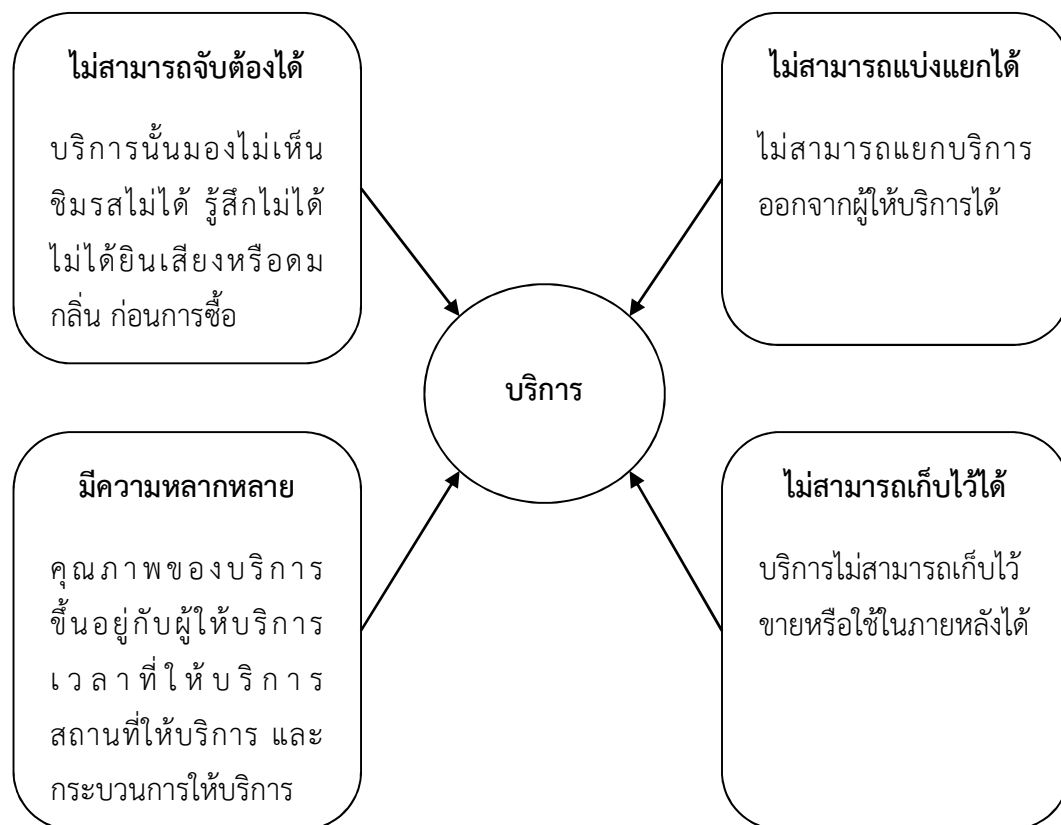 ไม่สามารถจับต้องได้
บริการนั้นมองไม่เห็น
ชิมรสไม่ได้ รู้สึกไม่ได้
ไม่ได้ยินเสียงหรือดม
กลิ่น ก่อนการซื้อ
ไม่สามารถแบ่งแยกได้
ไม่สามารถแยกบริการ
ออกจากผู้ให้บริการได้
บริการ
มีความหลากหลาย
คุณภาพของบริการ
ขึ้นอยู่กับผู้ให้บริการ
เวลาที่ให้บริการ
สถานที่ให้บริการ และ
กระบวนการให้บริการ
ไม่สามารถเก็บไว้ได้
บริการไม่สามารถเก็บไว้
ขายหรือใช้ในภายหลังได้